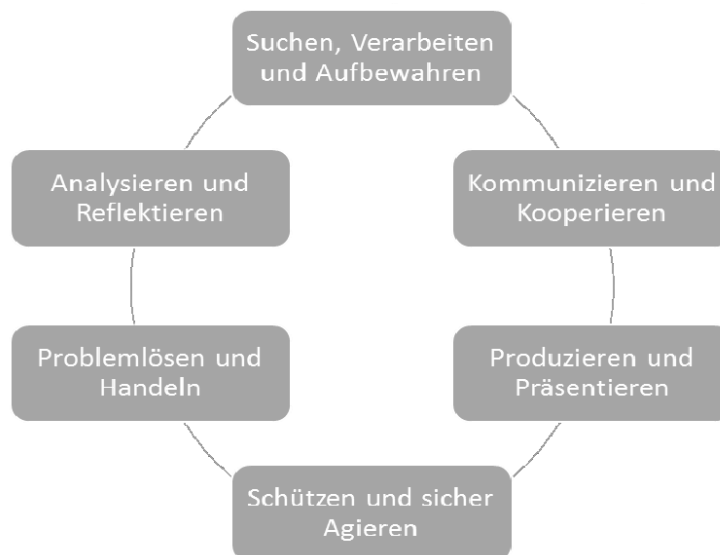 Suchen, Verarbeiten
und Aufbewahren
Kommunizieren und
Kooperieren
Produzieren und
Präsentieren
Schützen und sicher
Agieren
Problemlösen und
Handeln
Analysieren und
Reflektieren